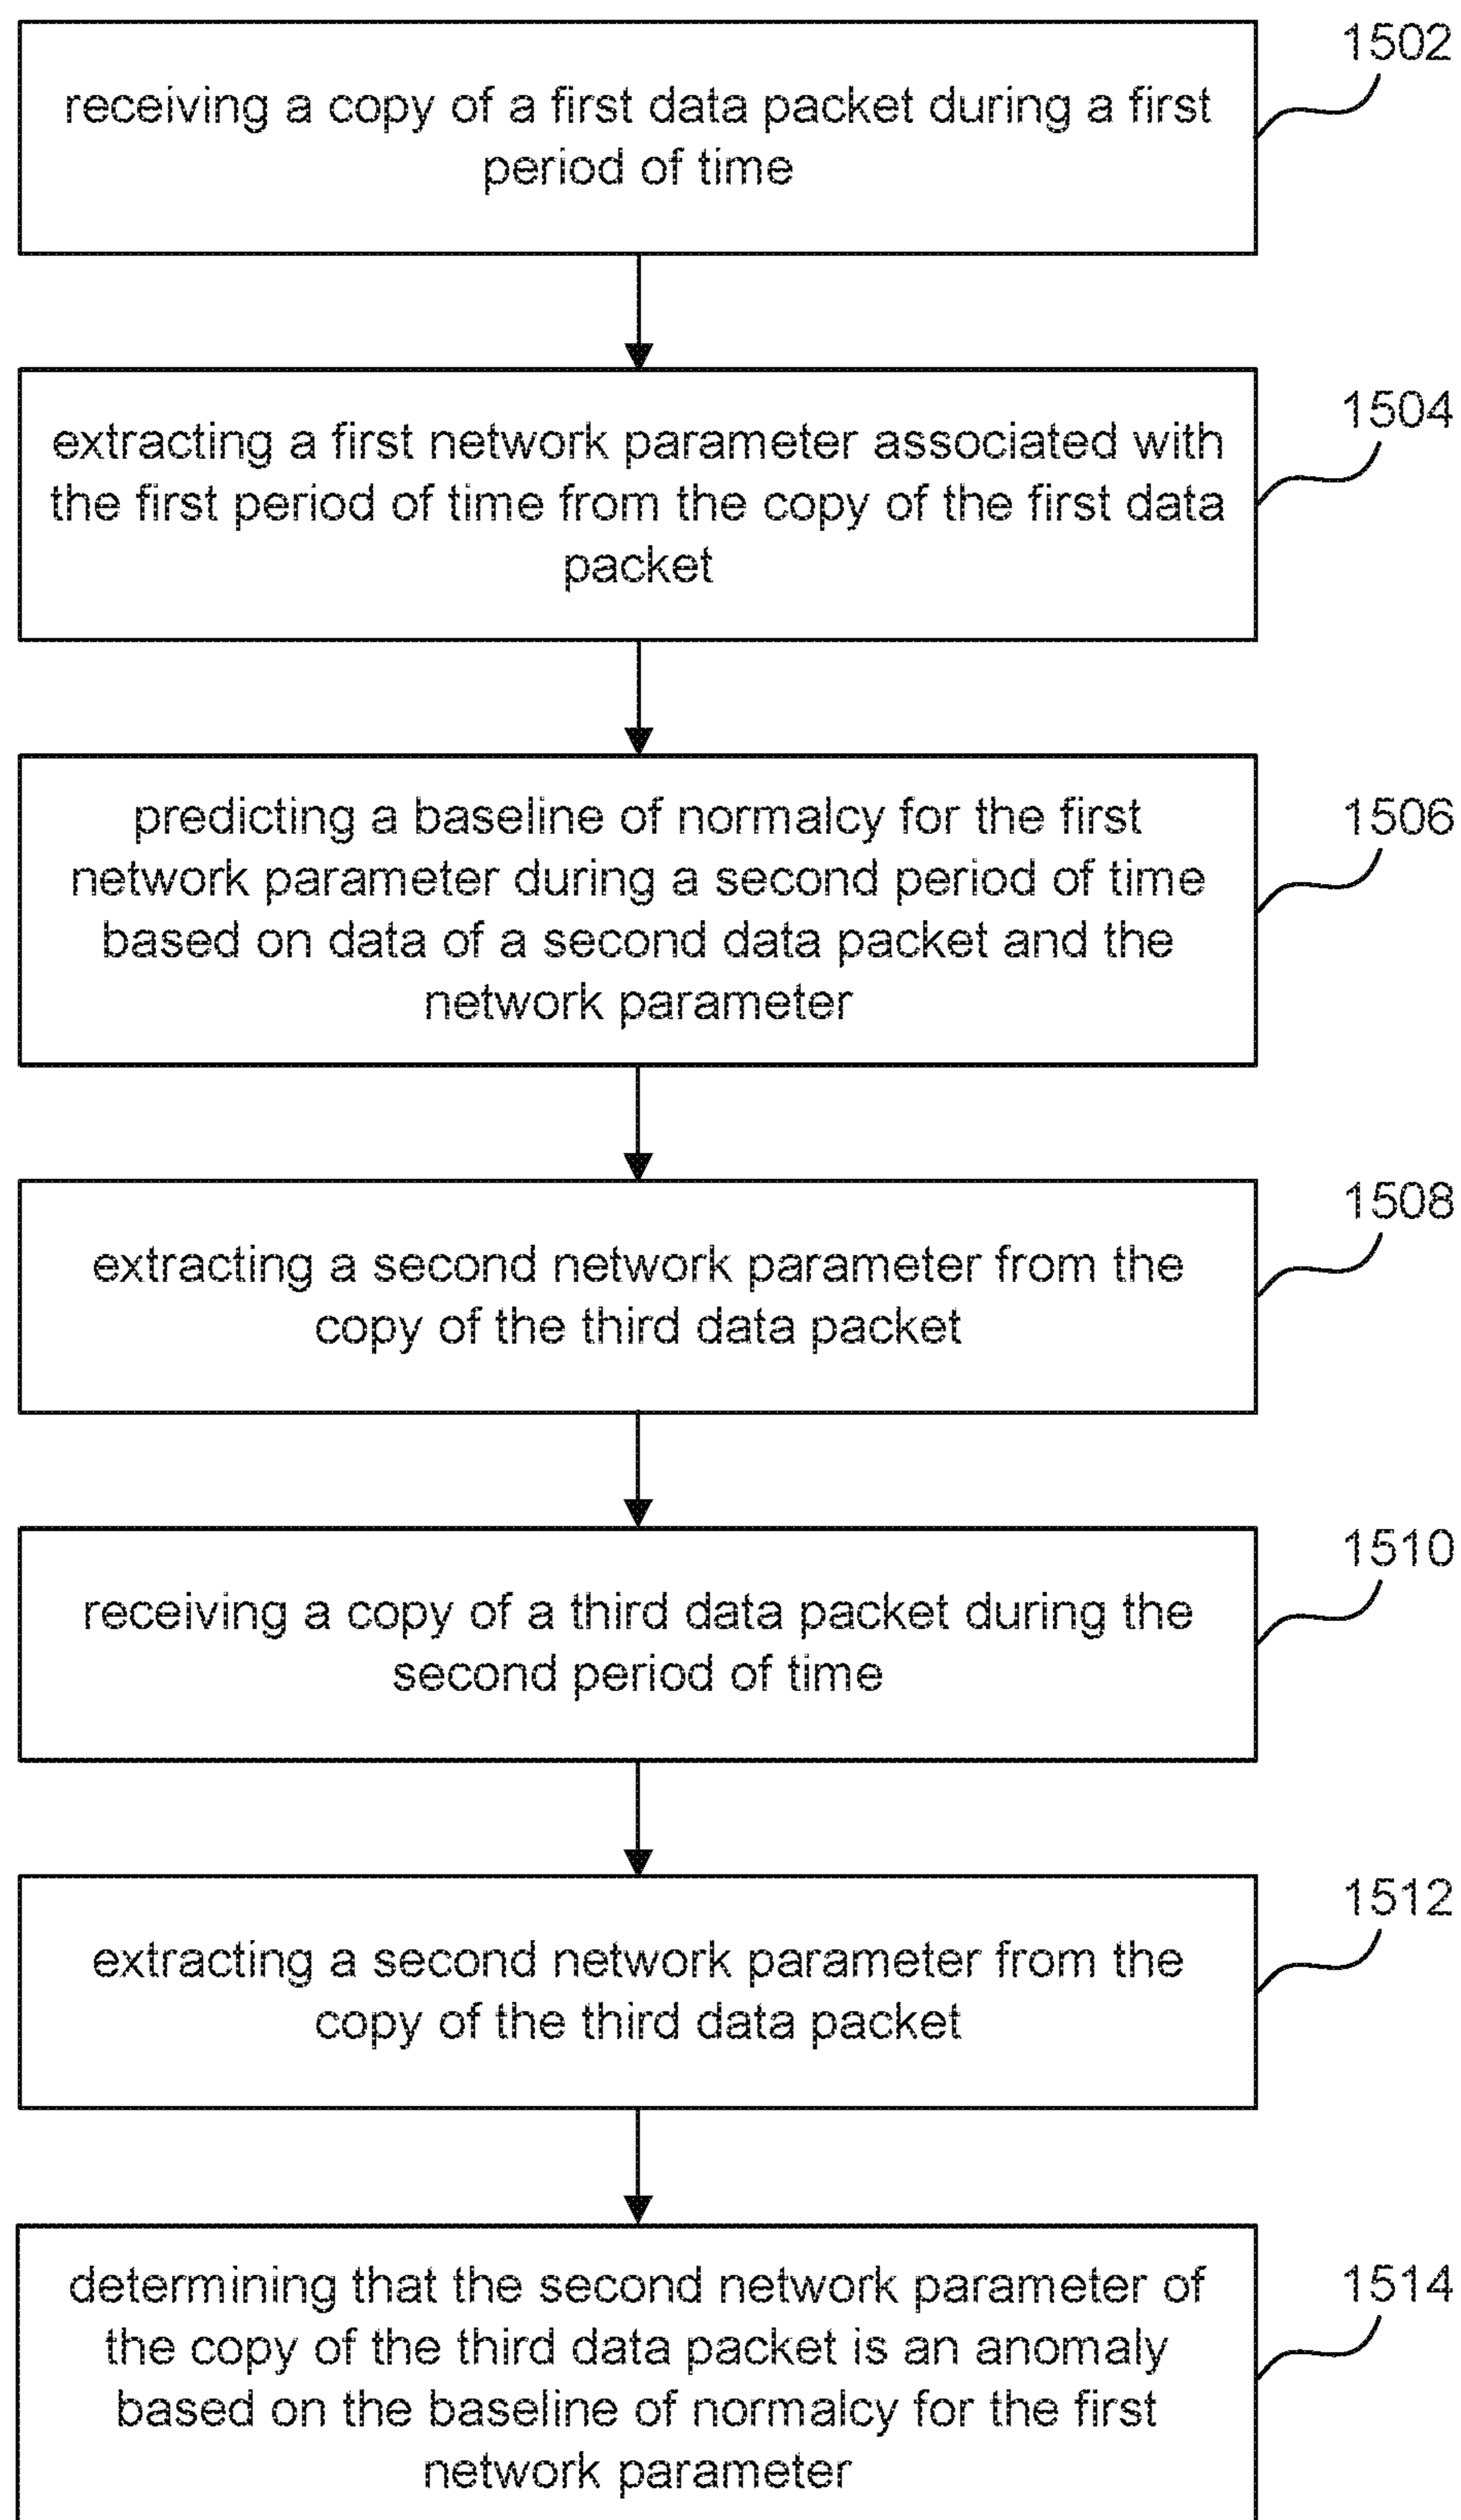 1502
receiving a copy of a first data packet during a first
period of time
1504
extracting a first network parameter associated with
the first period of time from the copy of the first data
packet
1506
predicting a baseline of normalcy for the first
network parameter during a second period of time
based on data of a second data packet and the
network parameter
1508
extracting a second network parameter from the
copy of the third data packet
1510
receiving a copy of a third data packet during the
second period of time
1512
extracting a second network parameter from the
copy of the third data packet
1514
determining that the second network parameter of
the copy of the third data packet is an anomaly
based on the baseline of normalcy for the first
network parameter